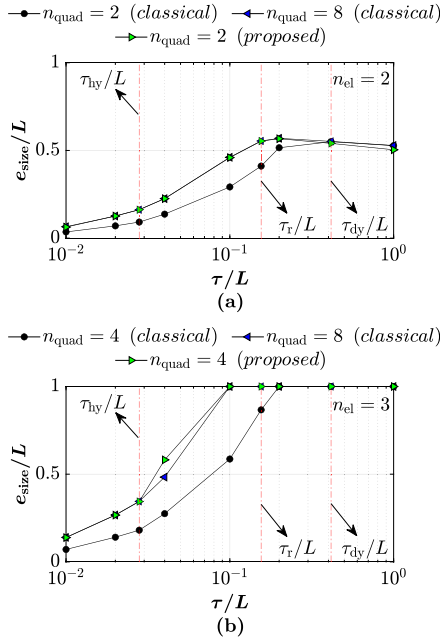 n_quad = 2 (classical) n_quad = 8 (classical)
n_quad = 2 (proposed)
1
τ_hy/L
n_el = 2
e_size/L
0.5
τ_r/L
τ_dy/L
0
10^−2
10^−1
10^0
τ/L
(a)
n_quad = 4 (classical) n_quad = 8 (classical)
n_quad = 4 (proposed)
1
τ_hy/L
n_el = 3
e_size/L
0.5
τ_r/L
τ_dy/L
0
10^−2
10^−1
10^0
τ/L
(b)